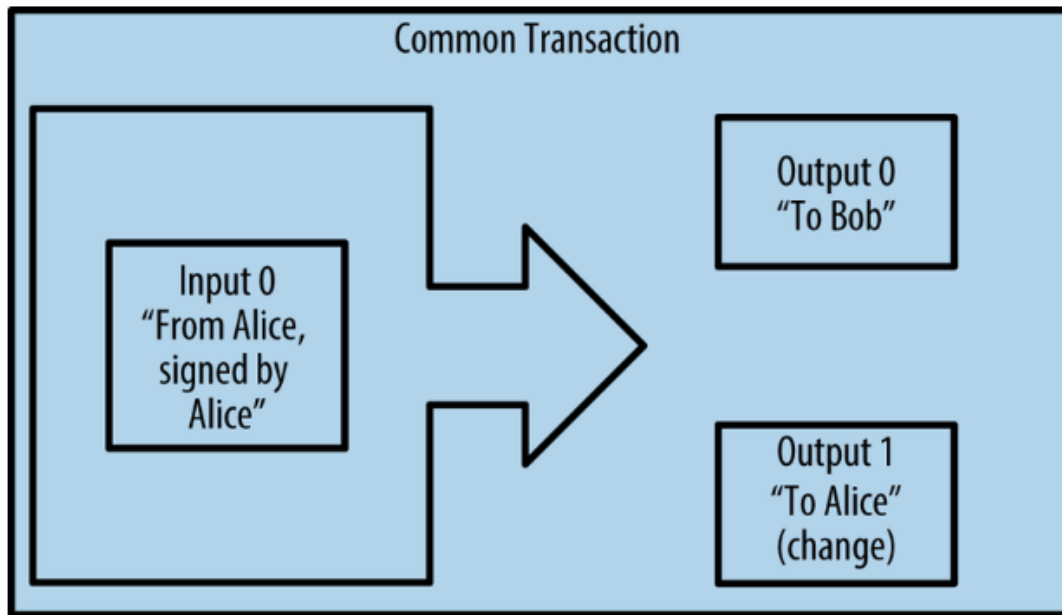 Common Transaction
Input 0
“From Alice,
signed by
Alice”
Output 0
“To Bob”
Output 1
“To Alice”
(change)